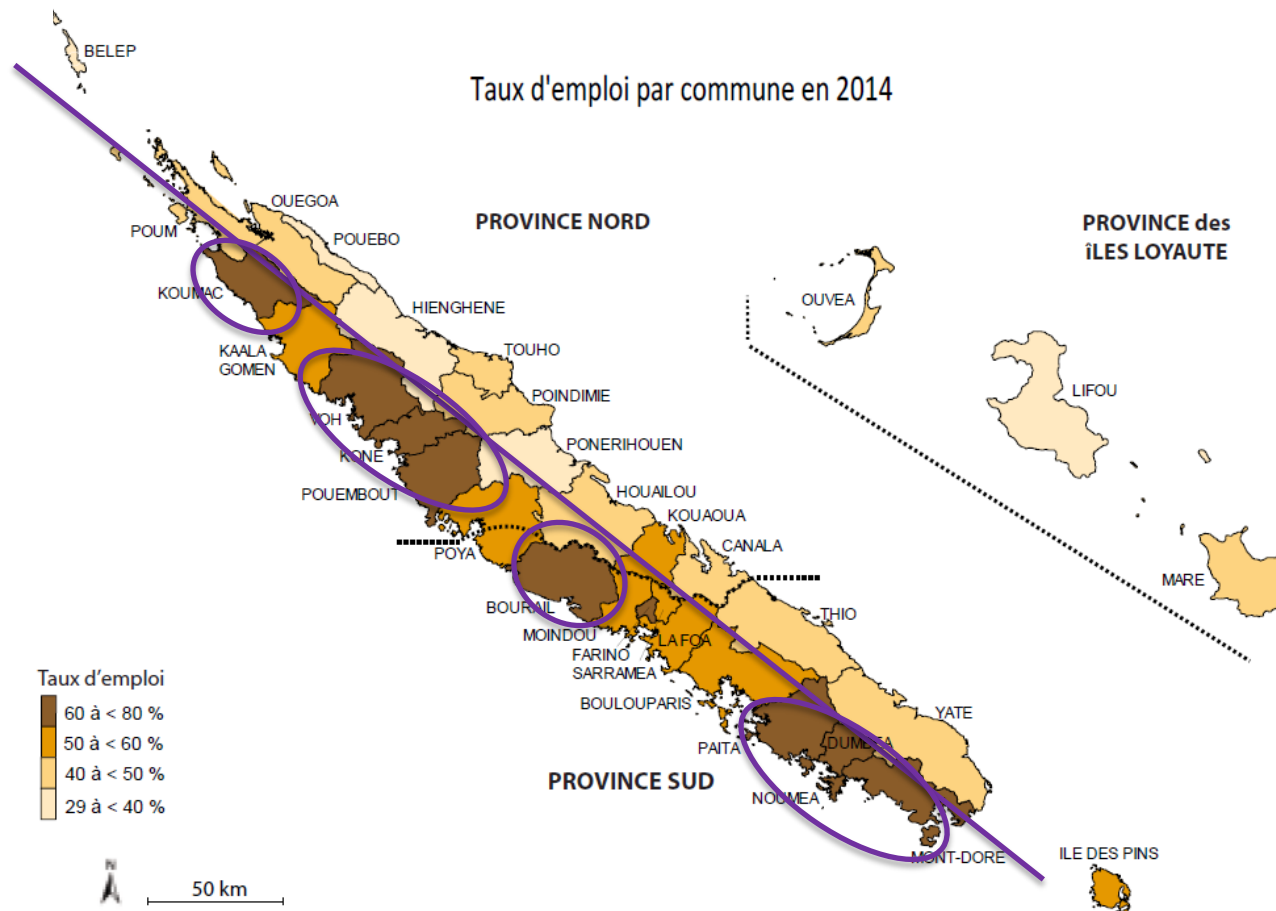 BELEP
Taux d'emploi par commune en 2014
OUEGOA
PROVINCE NORD
PROVINCE des
îLES LOYAUTE
POUM
POUEBO
KOUMAC
OUVEA
HIENGHENE
KAALA
GOMEN
TOUHO
LIFOU
POINDIMIE
VOH
KONE
PONERIHOUEN
POUEMBOUT
HOUAILOU
KOUAOUA
POYA
CANALA
MARE
BOURAIL
THIO
MOINDOU
LA FOA
FARINO
SARRAMEA
Taux d'emploi
60 à < 80 %
50 à < 60 %
40 à < 50 %
29 à < 40 %
BOULOUPARIS
YATE
PAITA
DUMBEA
PROVINCE SUD
NOUMEA
MONT-DORE
ILE DES PINS
N
50 km